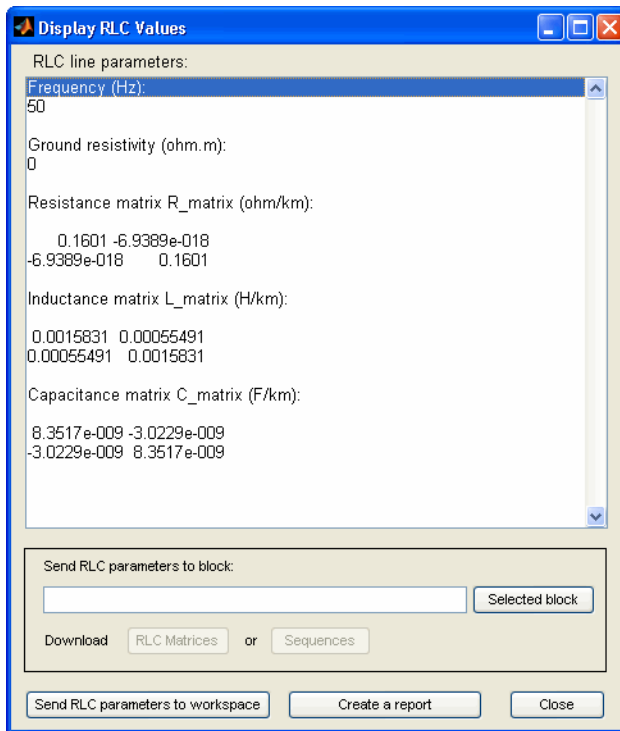 Display RLC Values
RLC line parameters:
Frequency (Hz):
50
Ground resistivity (ohm.m):
0
Resistance matrix R_matrix (ohm/km):
0.1601 -6.9389e-018
-6.9389e-018 0.1601
Inductance matrix L_matrix (H/km):
0.0015831 0.00055491
0.00055491 0.0015831
Capacitance matrix C_matrix (F/km):
8.3517e-009 -3.0229e-009
-3.0229e-009 8.3517e-009
Send RLC parameters to block:
Selected block
Download RLC Matrices or Sequences
Send RLC parameters to workspace Create a report Close